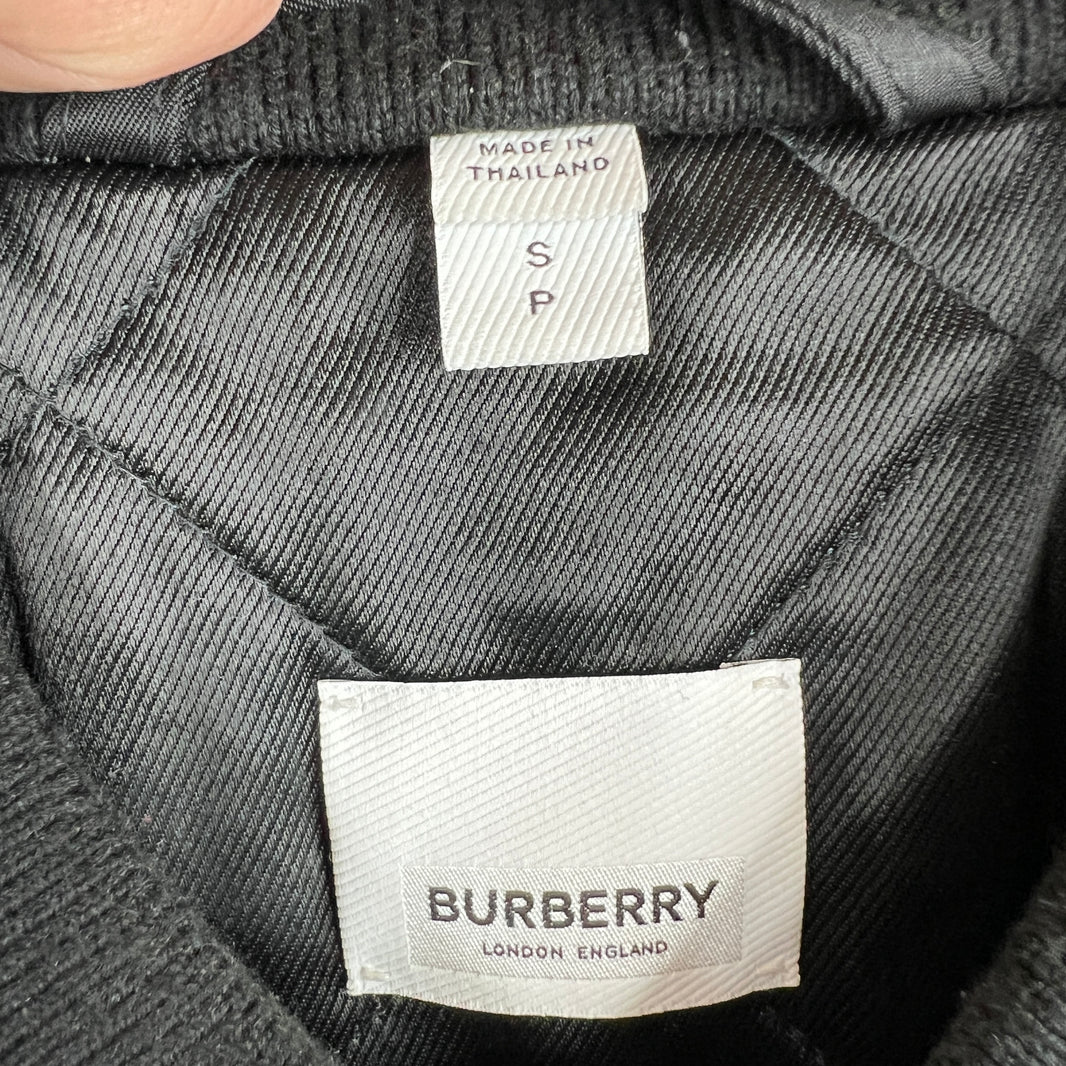 MADE IN
THAILAND
S
P
BURBERRY
LONDON ENGLAND